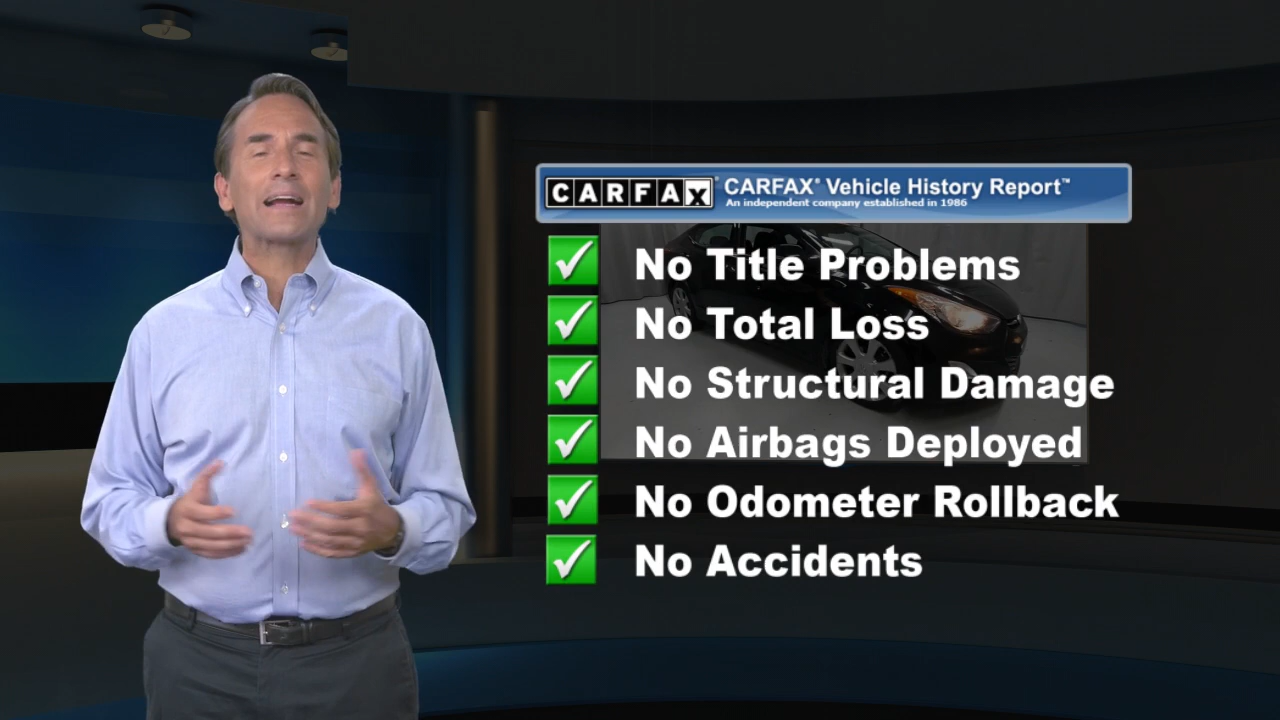 CARFAX® CARFAX® Vehicle History Report™
An independent company established in 1986
No Title Problems
No Total Loss
No Structural Damage
No Airbags Deployed
No Odometer Rollback
No Accidents